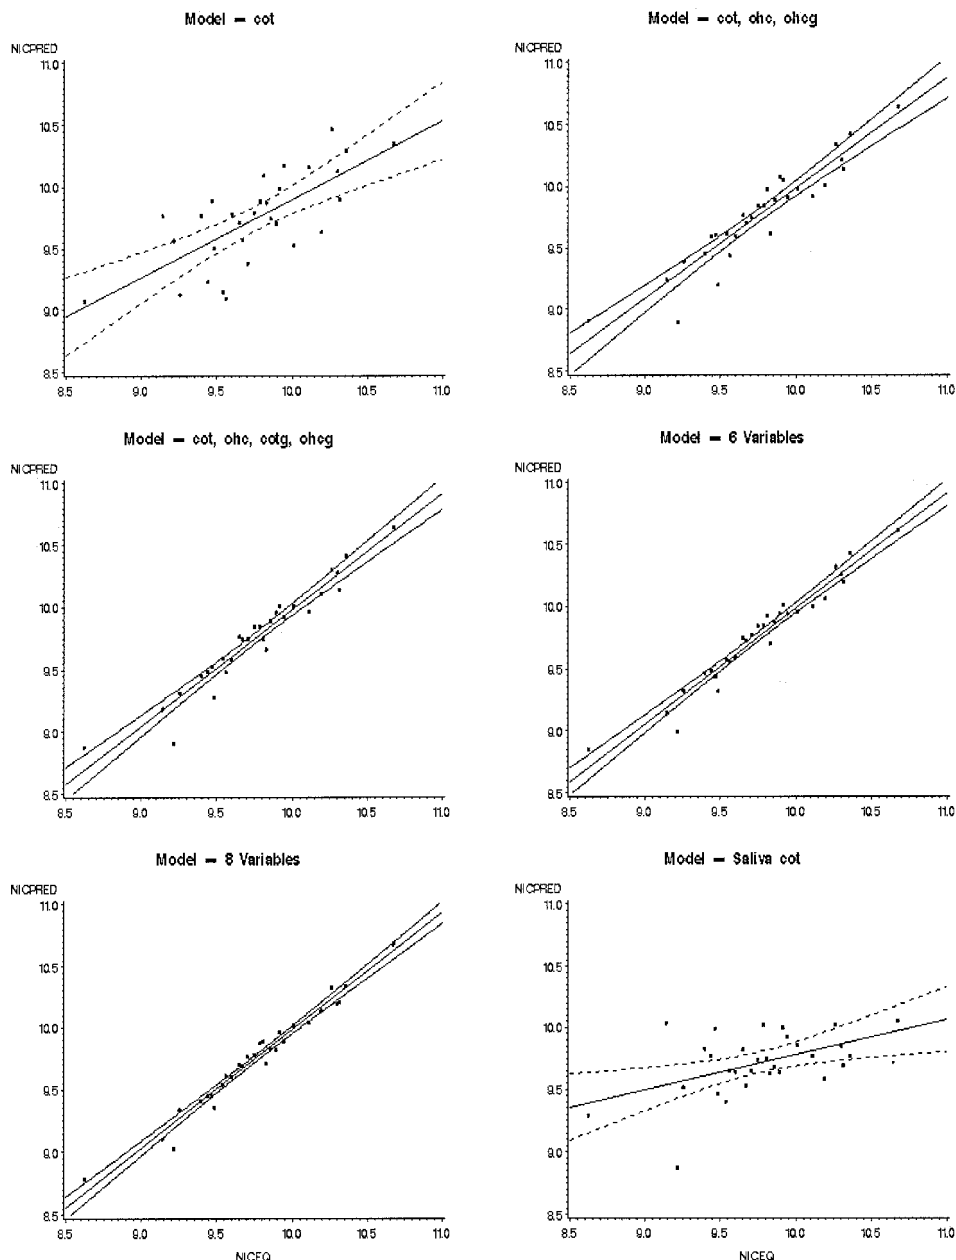 Model – cot
NICPRED
11.0
10.5
10.0
9.5
9.0
8.5
8.5 9.0 9.5 10.0 10.5 11.0
Model – cot, ohc, ohcg
NICPRED
11.0
10.5
10.0
9.5
9.0
8.5
8.5 9.0 9.5 10.0 10.5 11.0
Model – cot, ohc, cotg, ohcg
NICPRED
11.0
10.5
10.0
9.5
9.0
8.5
8.5 9.0 9.5 10.0 10.5 11.0
Model – 6 Variables
NICPRED
11.0
10.5
10.0
9.5
9.0
8.5
8.5 9.0 9.5 10.0 10.5 11.0
Model – 8 Variables
NICPRED
11.0
10.5
10.0
9.5
9.0
8.5
8.5 9.0 9.5 10.0 10.5 11.0
NICEQ
Model – Saliva cot
NICPRED
11.0
10.5
10.0
9.5
9.0
8.5
8.5 9.0 9.5 10.0 10.5 11.0
NICEQ